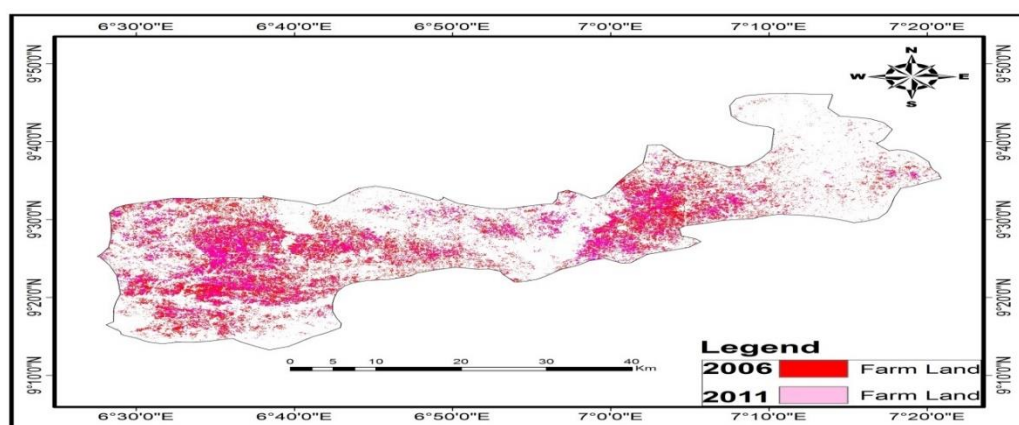 6°30'0"E 6°40'0"E 6°50'0"E 7°0'0"E 7°10'0"E 7°20'0"E
N
W E
S
9°50'0"N 9°50'0"N
9°40'0"N 9°40'0"N
9°30'0"N 9°30'0"N
9°20'0"N 9°20'0"N
9°10'0"N 9°10'0"N
0 5 10 20 30 40
Km
Legend
2006 Farm Land
2011 Farm Land
6°30'0"E 6°40'0"E 6°50'0"E 7°0'0"E 7°10'0"E 7°20'0"E